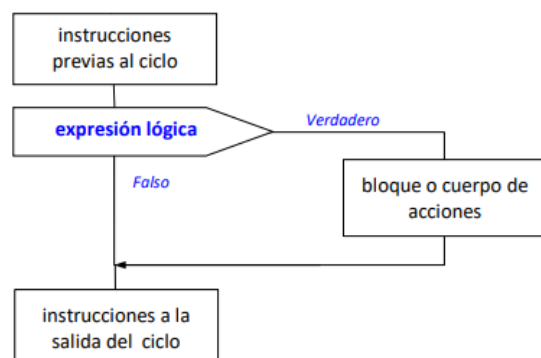 instrucciones
previas al ciclo
expresión lógica
Verdadero
Falso
bloque o cuerpo de
acciones
instrucciones a la
salida del ciclo